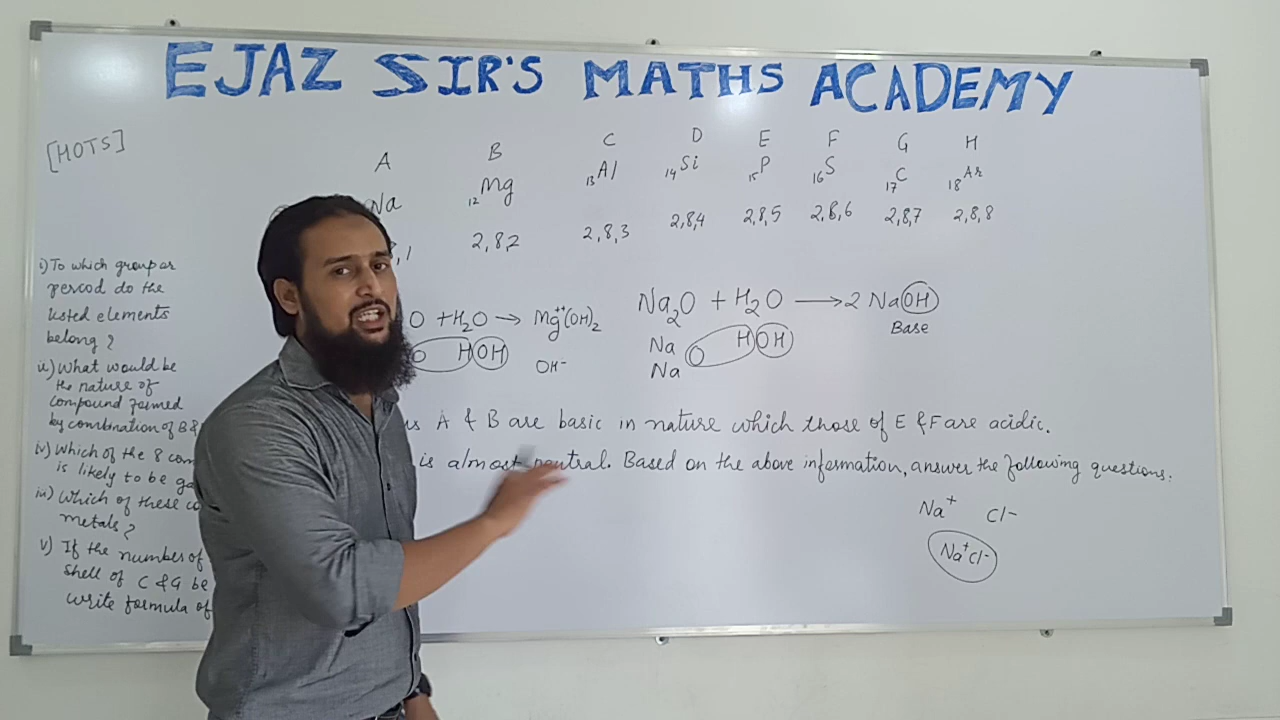 EJAZ SIR'S MATHS ACADEMY
[HOTS]
A B C D E F G H
Na 12Mg 13Al 14Si 15P 16S 17C 18Ar
,1 2,8,2 2,8,3 2,8,4 2,8,5 2,8,6 2,8,7 2,8,8
i) To which group or
period do the
listed elements
belong?
ii) What would be
the nature of
compound formed
by combination of B &
iv) Which of the 8
is likely to be
iii) Which of these
metals?
v) If the number of
shell of C & G be
write formula of
O + H2O → Mg++(OH)2
O H OH OH-
Na2O + H2O → 2 NaOH
Base
Na O H OH
Na
A & B are basic in nature which those of E & F are acidic.
is almost neutral. Based on the above information, answer the following questions.
Na+ Cl-
Na+Cl-